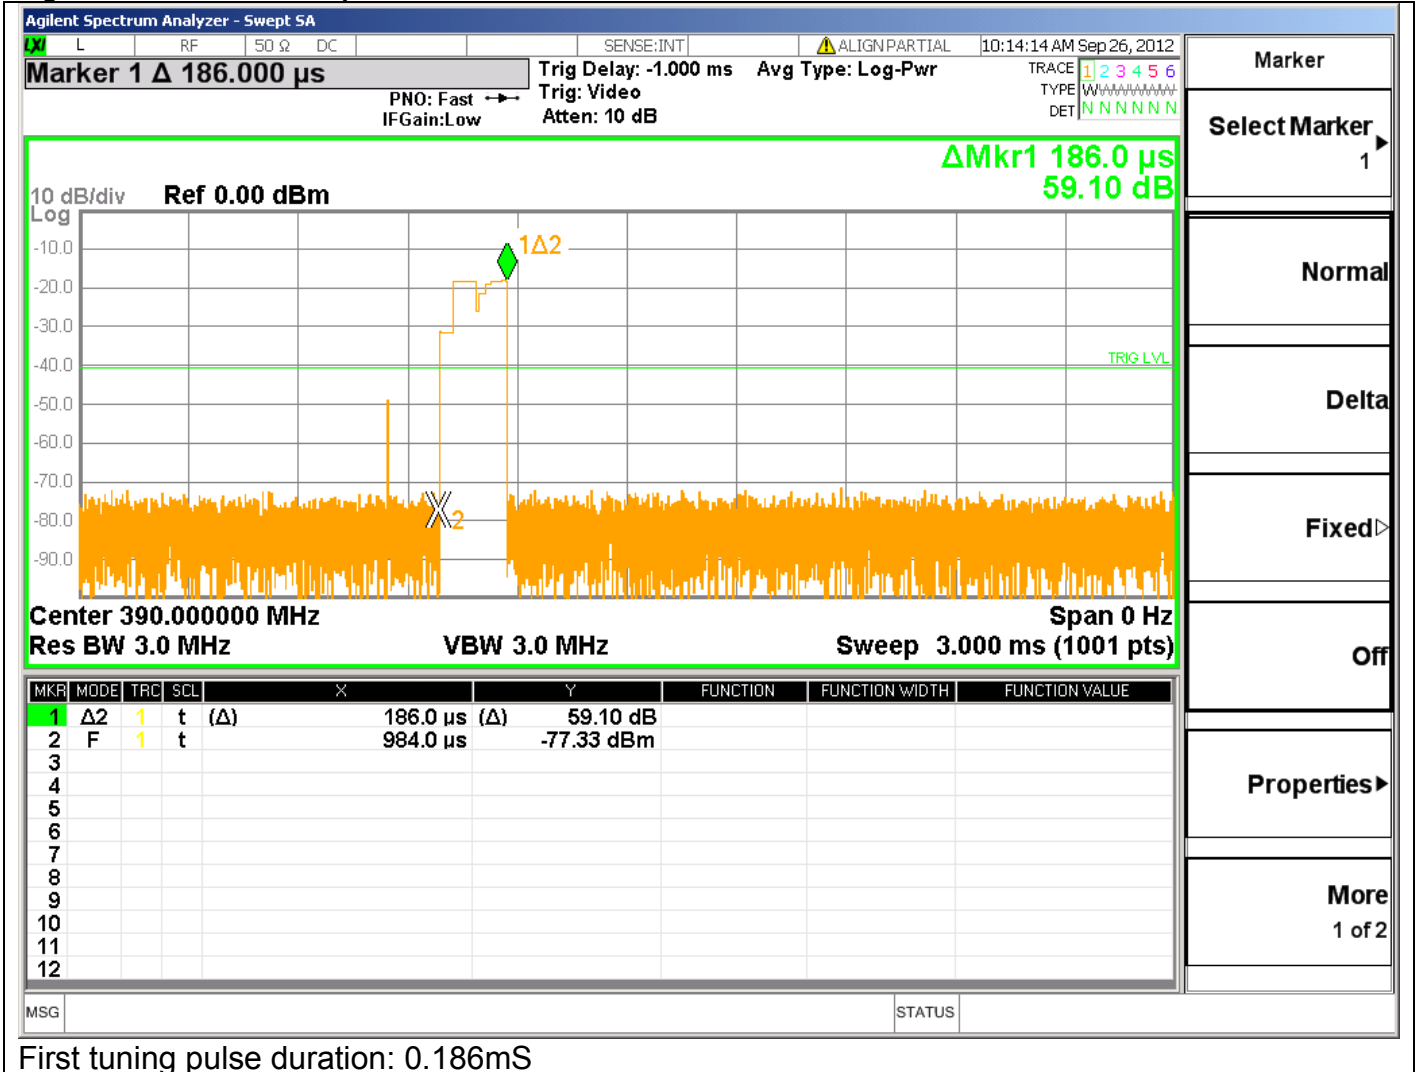 Agilent Spectrum Analyzer - Swept SA
LXI L RF 50 Ω DC SENSE:INT ALIGN PARTIAL 10:14:14 AM Sep 26, 2012
Marker 1 Δ 186.000 µs
Trig Delay: -1.000 ms Avg Type: Log-Pwr
TRACE 1 2 3 4 5 6
PNO: Fast Trig: Video
TYPE WWWWWW
IFGain:Low Atten: 10 dB
DET N N N N N N
ΔMkr1 186.0 µs
59.10 dB
10 dB/div Ref 0.00 dBm
Log
-10.0
-20.0
-30.0
-40.0
-50.0
-60.0
-70.0
-80.0
-90.0
1Δ2
TRIG LVL
2
Center 390.000000 MHz Span 0 Hz
Res BW 3.0 MHz VBW 3.0 MHz Sweep 3.000 ms (1001 pts)
MKR MODE TRC SCL X Y FUNCTION FUNCTION WIDTH FUNCTION VALUE
1 Δ2 1 t (Δ) 186.0 µs (Δ) 59.10 dB
2 F 1 t 984.0 µs -77.33 dBm
3
4
5
6
7
8
9
10
11
12
MSG STATUS
Marker
Select Marker
1
Normal
Delta
Fixed
Off
Properties
More
1 of 2
First tuning pulse duration: 0.186mS